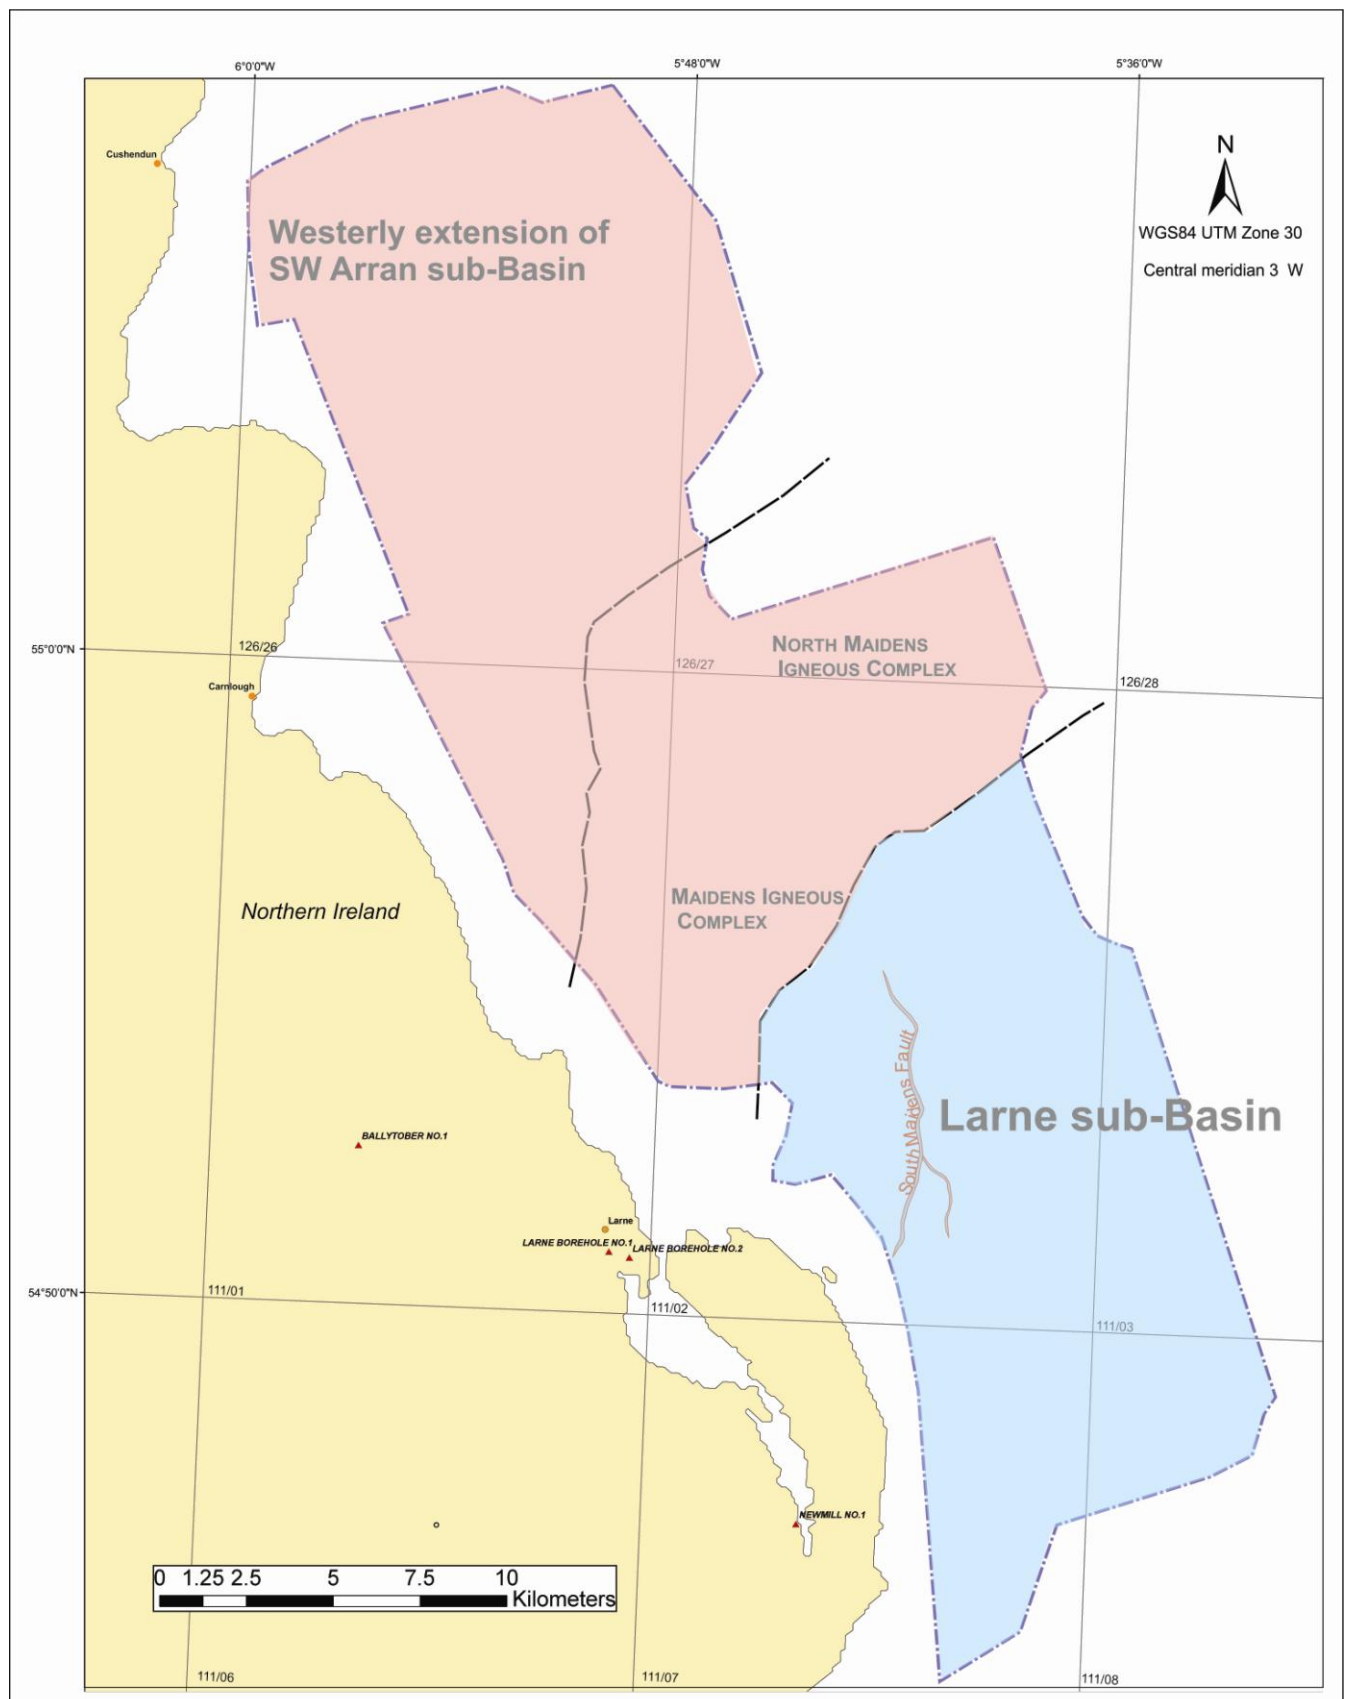 6°0'0"W
5°48'0"W
5°36'0"W
Cushendun
N
WGS84 UTM Zone 30
Central meridian 3 W
Westerly extension of
SW Arran sub-Basin
55°0'0"N
126/26
126/27
126/28
NORTH MAIDENS
IGNEOUS COMPLEX
Carnlough
MAIDENS IGNEOUS
COMPLEX
Northern Ireland
South Maidens Fault
Larne sub-Basin
BALLYTOBER NO.1
Larne
LARNE BOREHOLE NO.1
LARNE BOREHOLE NO.2
54°50'0"N
111/01
111/02
111/03
NEWMILL NO.1
0 1.25 2.5 5 7.5 10
Kilometers
111/06
111/07
111/08